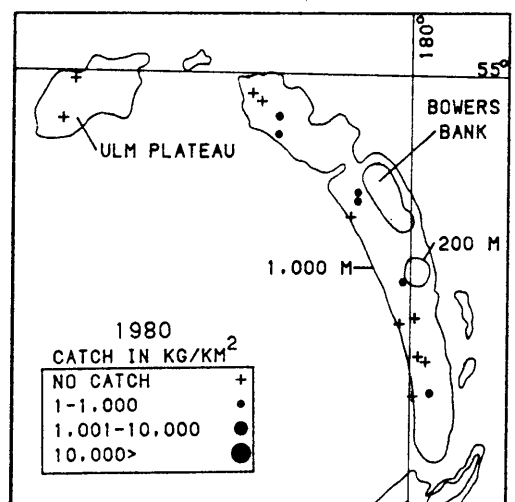 180°
55°
BOWERS
BANK
ULM PLATEAU
200 M
1,000 M
1980
CATCH IN KG/KM²
NO CATCH +
1-1,000
1,001-10,000
10,000>